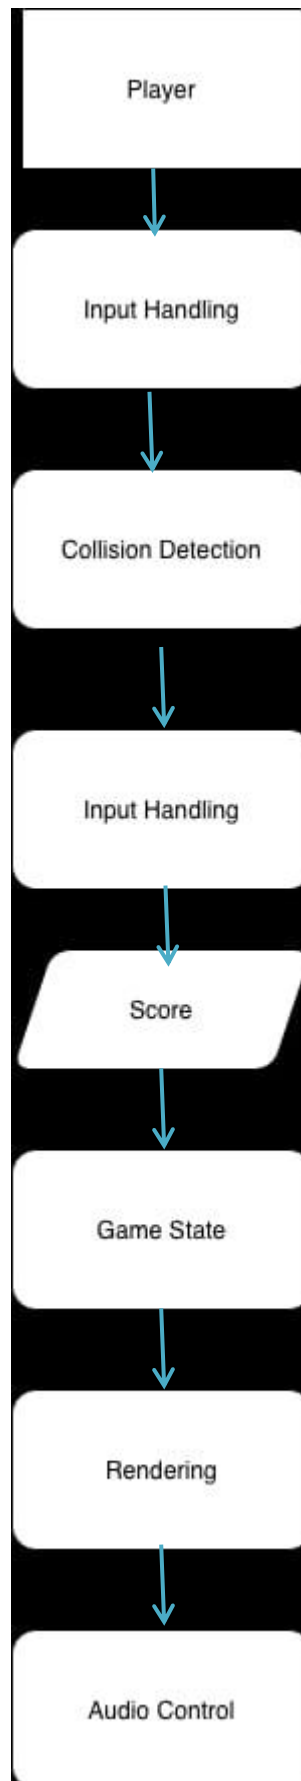 Player
Input Handling
Collision Detection
Input Handling
Score
Game State
Rendering
Audio Control